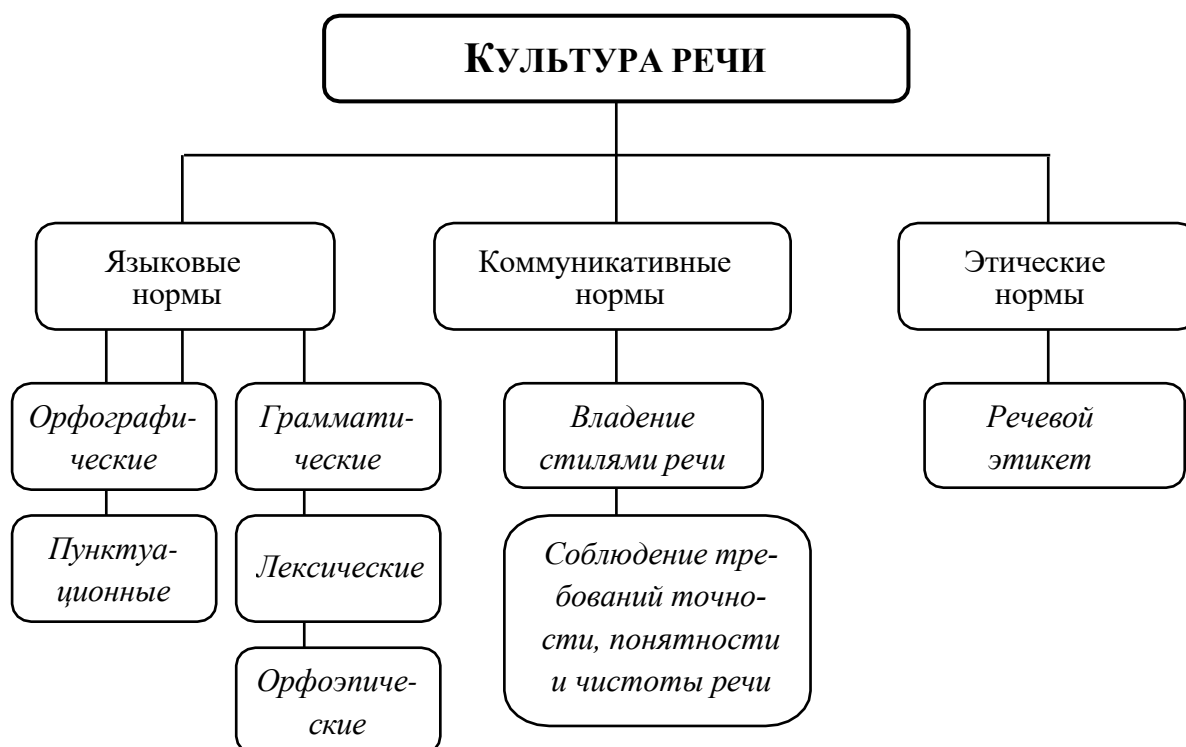 КУЛЬТУРА РЕЧИ
Языковые
нормы
Коммуникативные
нормы
Этические
нормы
Орфографи-
ческие
Граммати-
ческие
Владение
стилями речи
Речевой
этикет
Пунктуа-
ционные
Лексические
Соблюдение тре-
бований точно-
сти, понятности
и чистоты речи
Орфоэпиче-
ские